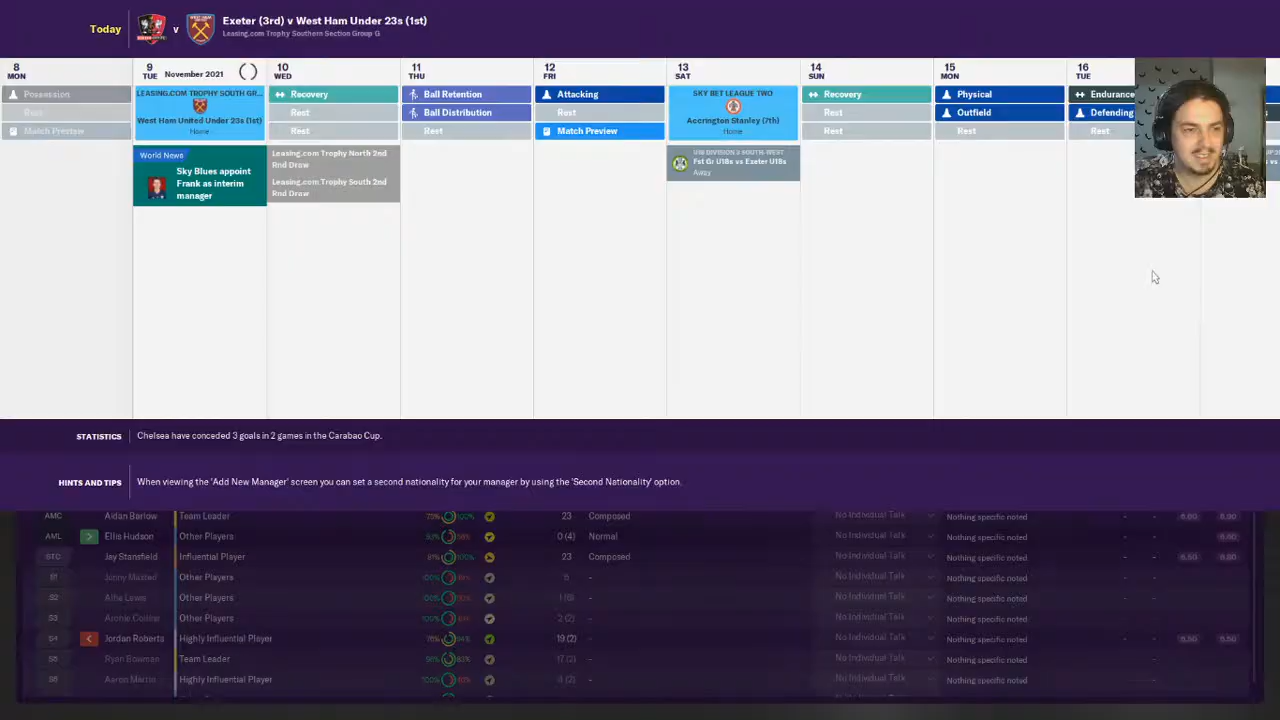 Today
v
Exeter (3rd) v West Ham Under 23s (1st)
Leasing.com Trophy Southern Section Group G
8
MON
9
TUE
November 2021
10
WED
11
THU
12
FRI
13
SAT
14
SUN
15
MON
16
TUE
Possession
Rest
Match Preview
LEASING.COM TROPHY SOUTH GR...
West Ham United Under 23s (1st)
Home
World News
Sky Blues appoint
Frank as interim
manager
Recovery
Rest
Rest
Leasing.com Trophy North 2nd
Rnd Draw
Leasing.com Trophy South 2nd
Rnd Draw
Ball Retention
Ball Distribution
Rest
Attacking
Rest
Match Preview
SKY BET LEAGUE TWO
Accrington Stanley (7th)
Home
U18 DIVISION 2 SOUTH-WEST
Fst Gr U18s vs Exeter U18s
Away
Recovery
Rest
Rest
Physical
Outfield
Rest
Endurance
Defending
Rest
STATISTICS
Chelsea have conceded 3 goals in 2 games in the Carabao Cup.
HINTS AND TIPS
When viewing the 'Add New Manager' screen you can set a second nationality for your manager by using the 'Second Nationality' option.
AMC Aidan Barlow Team Leader 23 Composed No Individual Talk Nothing specific noted - -
AML Ellis Hudson Other Players 0 (4) Normal No Individual Talk Nothing specific noted - -
STC Jay Stansfield Influential Player 23 Composed No Individual Talk Nothing specific noted - -
S1 Jonny Maxted Other Players - No Individual Talk Nothing specific noted - -
S2 Alfie Lewis Other Players - No Individual Talk Nothing specific noted - -
S3 Archie Collins Other Players 2 (2) - No Individual Talk Nothing specific noted - -
S4 Jordan Roberts Highly Influential Player 19 (2) - No Individual Talk Nothing specific noted - - 6.50
S5 Ryan Bowman Team Leader 17 (2) - No Individual Talk Nothing specific noted -
S6 Aaron Martin Highly Influential Player - No Individual Talk Nothing specific noted -